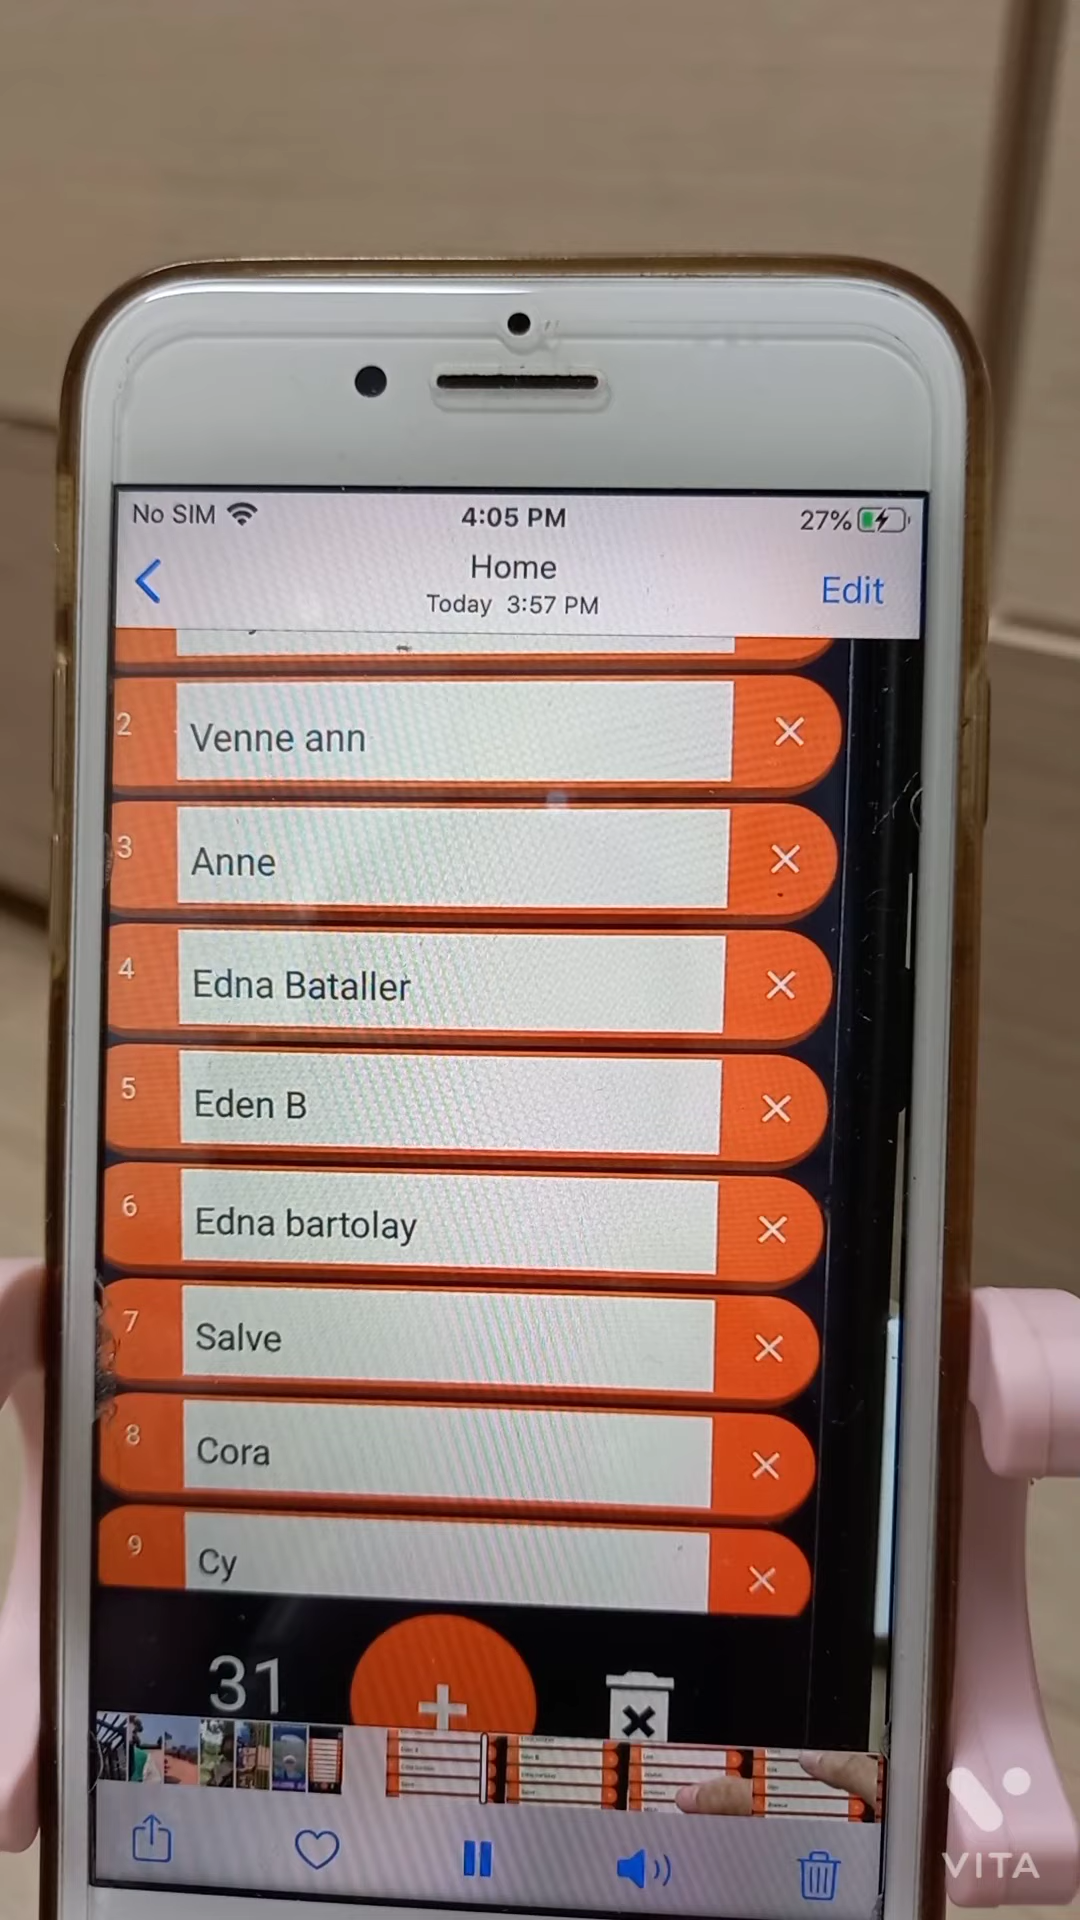 No SIM
4:05 PM
27%
Home
Today 3:57 PM
Edit
2
Venne ann
3
Anne
4
Edna Bataller
5
Eden B
6
Edna bartolay
7
Salve
8
Cora
9
Cy
31
VITA